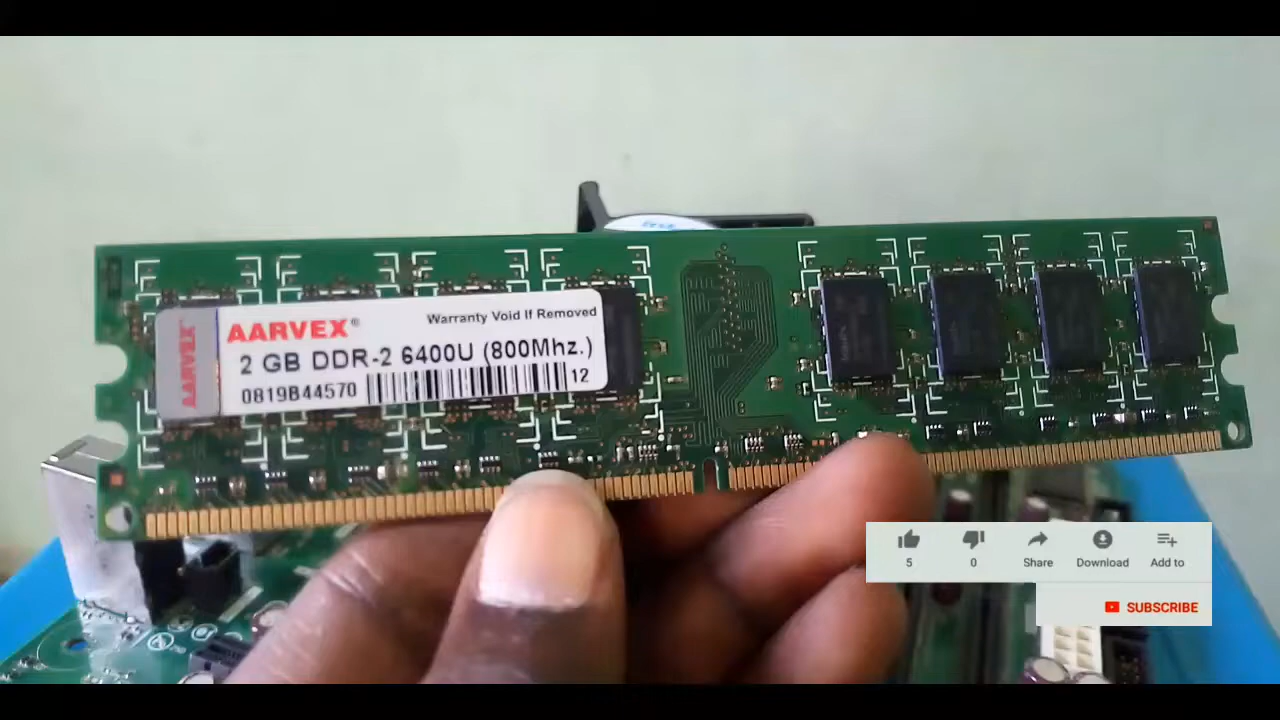 AARVEX
AARVEX®
Warranty Void If Removed
2 GB DDR-2 6400U (800Mhz.)
0819B44570
12
5
0
Share
Download
Add to
SUBSCRIBE